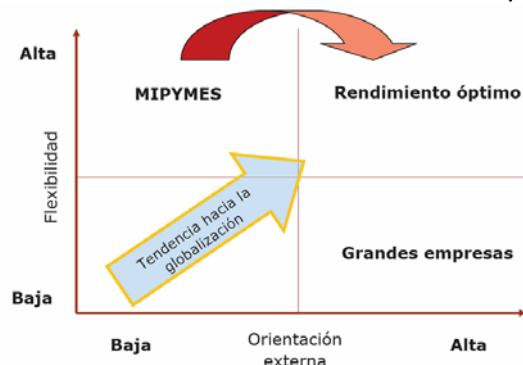 Alta
MIPYMES
Rendimiento óptimo
Flexibilidad
Tendencia hacia la
globalización
Grandes empresas
Baja
Baja
Orientación
externa
Alta